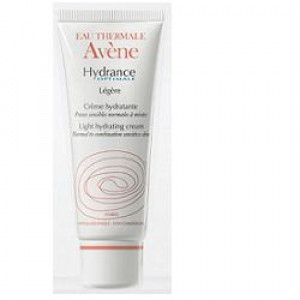 EAU THERMALE
Avène
Hydrance
OPTIMALE
Légère
Crème hydratante
Peaux sensibles normales à mixtes
Light hydrating cream
Normal to combination sensitive skin